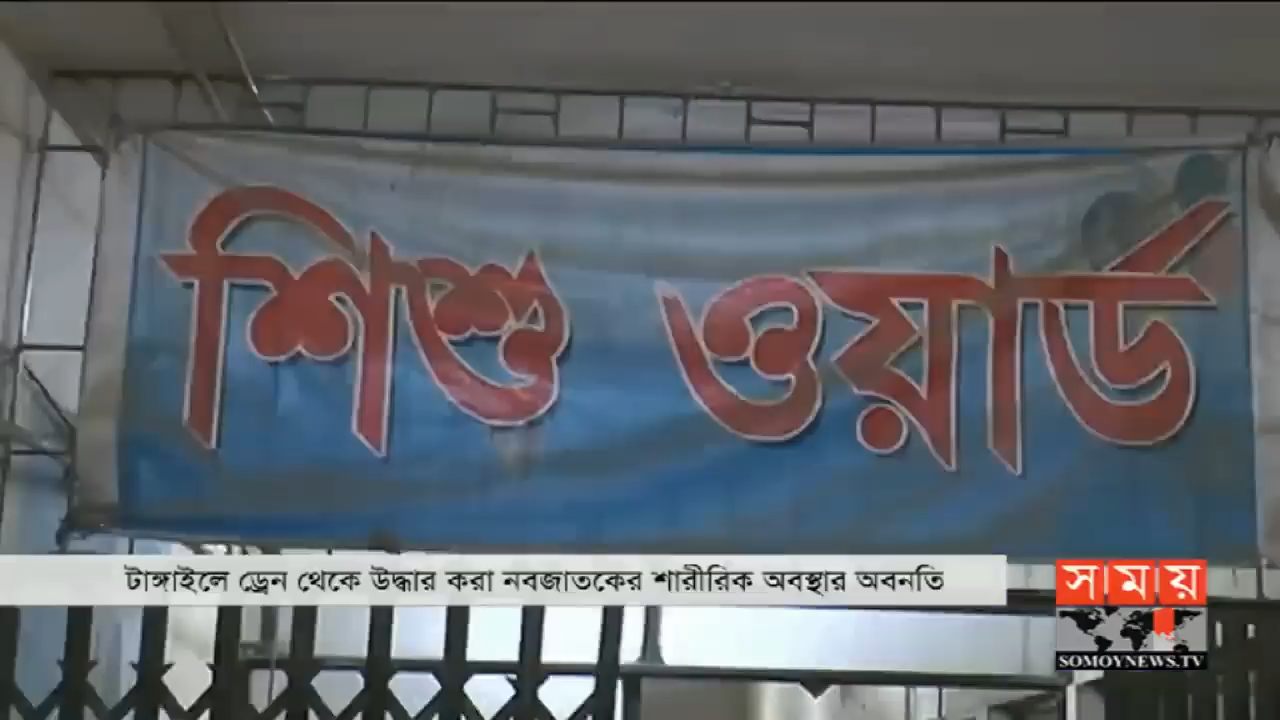 শিশু ওয়ার্ড
টাঙ্গাইলে ড্রেন থেকে উদ্ধার করা নবজাতকের শারীরিক অবস্থার অবনতি
সময়
SOMOYNEWS.TV